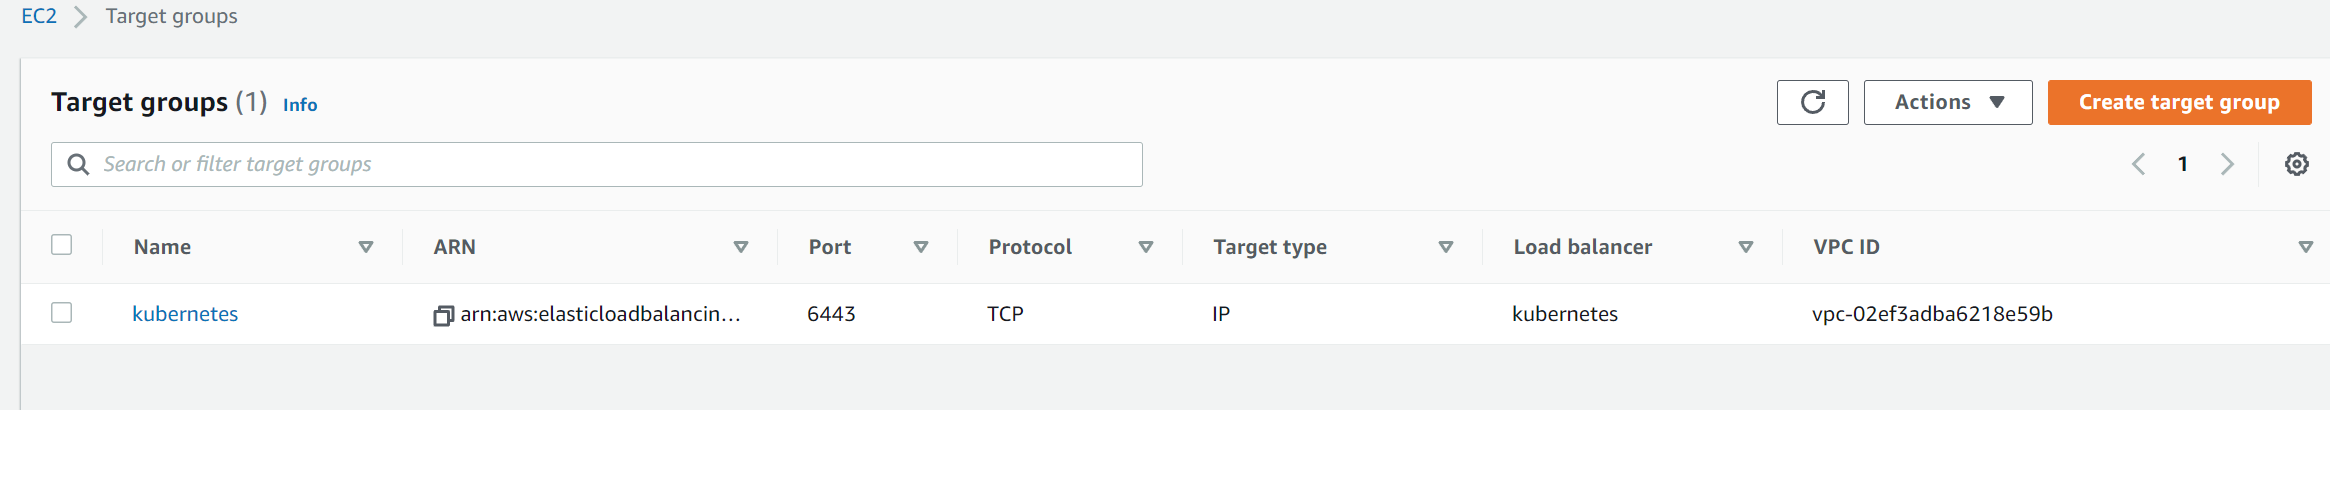 EC2 Target groups
Target groups (1) Info
Actions
Create target group
Search or filter target groups
1
Name ARN Port Protocol Target type Load balancer VPC ID
kubernetes arn:aws:elasticloadbalancin... 6443 TCP IP kubernetes vpc-02ef3adba6218e59b